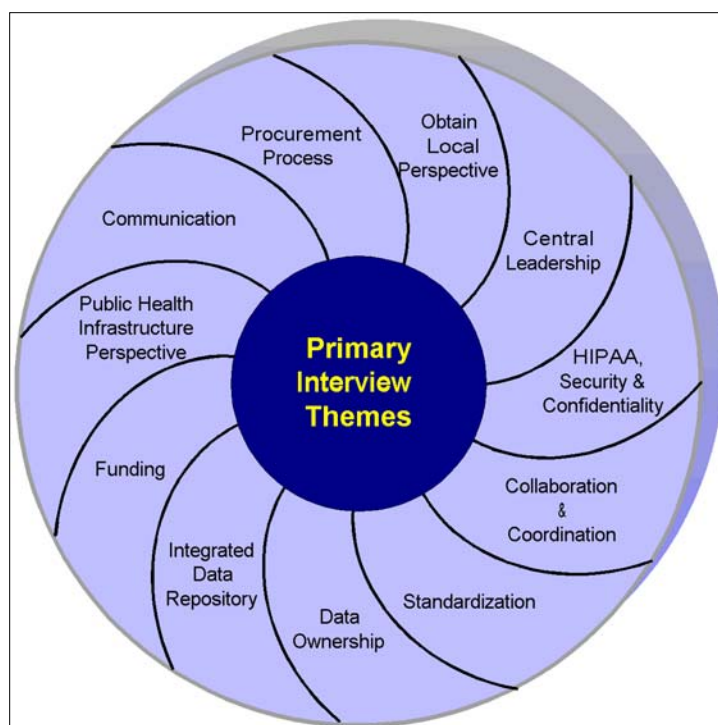 Primary
Interview
Themes
Obtain
Local
Perspective
Central
Leadership
HIPAA,
Security &
Confidentiality
Collaboration
&
Coordination
Standardization
Data
Ownership
Integrated
Data
Repository
Funding
Public Health
Infrastructure
Perspective
Communication
Procurement
Process